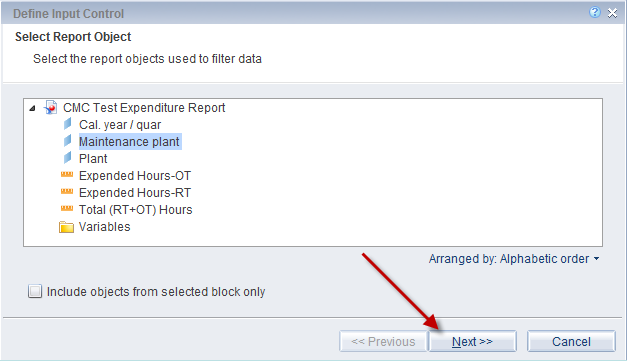 Define Input Control
Select Report Object
Select the report objects used to filter data
CMC Test Expenditure Report
Cal. year / quar
Maintenance plant
Plant
Expended Hours-OT
Expended Hours-RT
Total (RT+OT) Hours
Variables
Arranged by: Alphabetic order
Include objects from selected block only
<< Previous Next >> Cancel